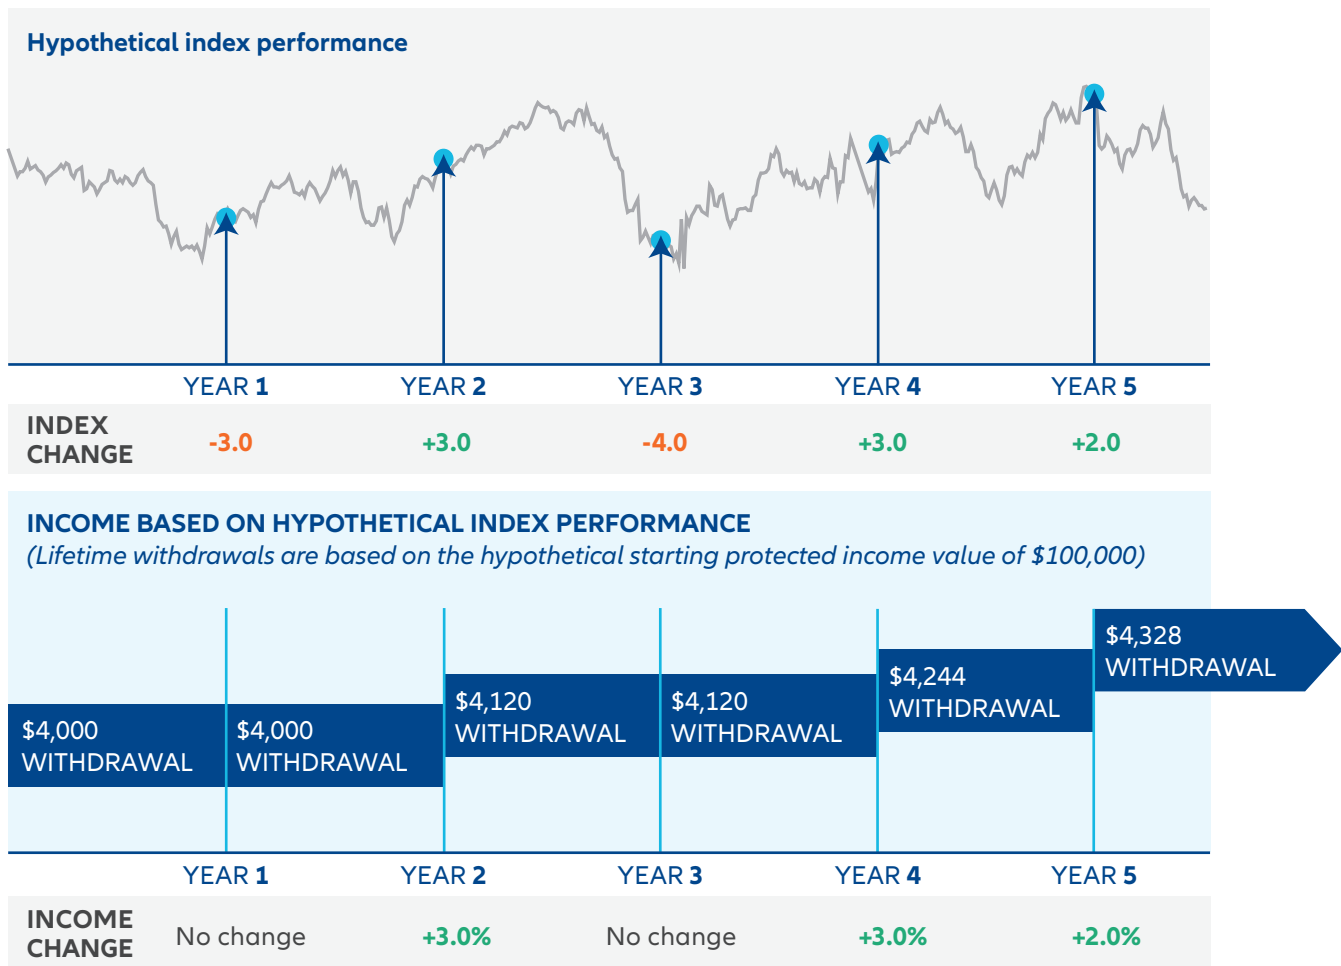 Hypothetical index performance
YEAR 1 YEAR 2 YEAR 3 YEAR 4 YEAR 5
INDEX
CHANGE
-3.0 +3.0 -4.0 +3.0 +2.0
INCOME BASED ON HYPOTHETICAL INDEX PERFORMANCE
(Lifetime withdrawals are based on the hypothetical starting protected income value of $100,000)
$4,000
WITHDRAWAL
$4,000
WITHDRAWAL
$4,120
WITHDRAWAL
$4,120
WITHDRAWAL
$4,244
WITHDRAWAL
$4,328
WITHDRAWAL
YEAR 1 YEAR 2 YEAR 3 YEAR 4 YEAR 5
INCOME
CHANGE
No change +3.0% No change +3.0% +2.0%